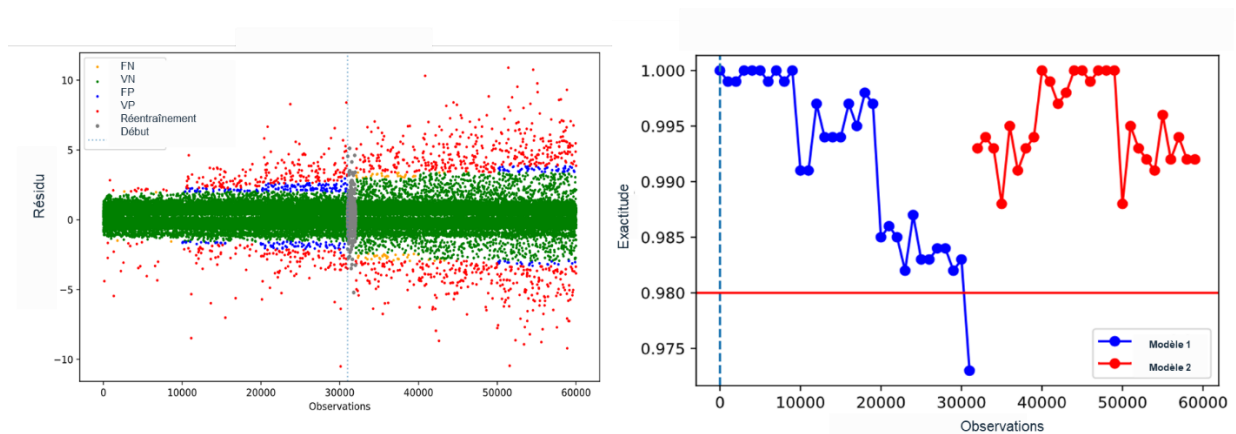 FN
VN
FP
VP
Réentraînement
Début
10
5
0
−5
−10
Résidu
0
10000
20000
30000
40000
50000
60000
Observations
1.000
0.995
0.990
0.985
0.980
0.975
Exactitude
Modèle 1
Modèle 2
0
10000
20000
30000
40000
50000
60000
Observations